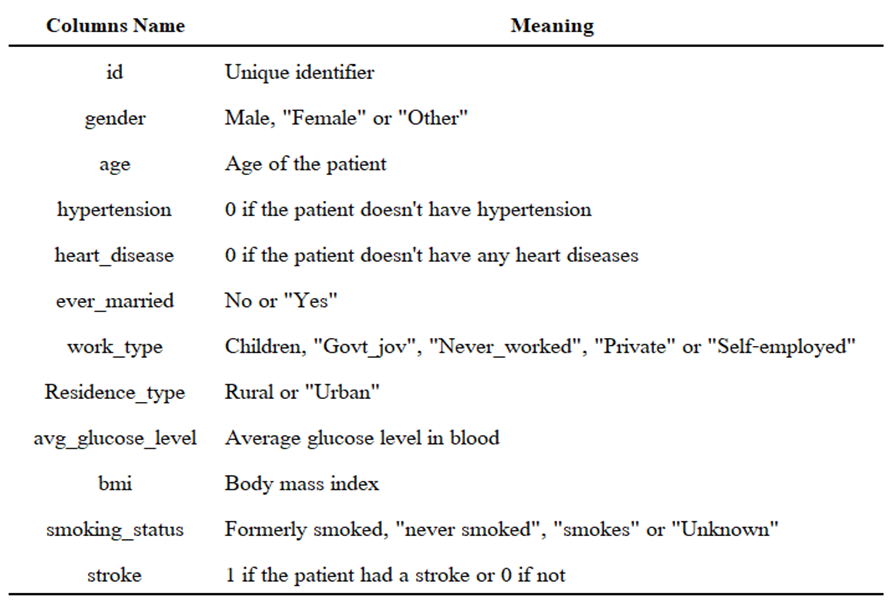 Columns Name Meaning
id Unique identifier
gender Male, "Female" or "Other"
age Age of the patient
hypertension 0 if the patient doesn't have hypertension
heart_disease 0 if the patient doesn't have any heart diseases
ever_married No or "Yes"
work_type Children, "Govt_jov", "Never_worked", "Private" or "Self-employed"
Residence_type Rural or "Urban"
avg_glucose_level Average glucose level in blood
bmi Body mass index
smoking_status Formerly smoked, "never smoked", "smokes" or "Unknown"
stroke 1 if the patient had a stroke or 0 if not